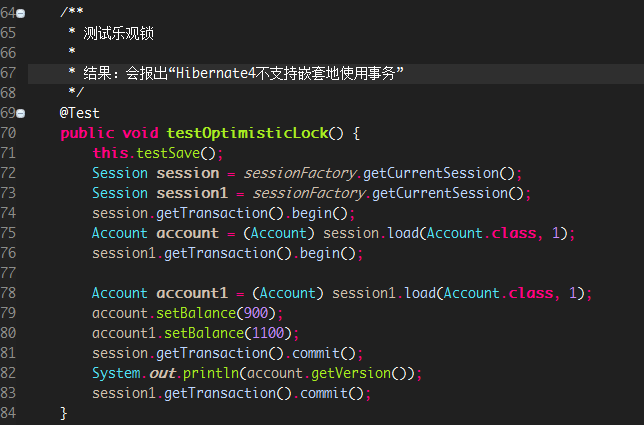 64 /**
65 * 测试乐观锁
66 *
67 * 结果：会报出“Hibernate4不支持嵌套地使用事务”
68 */
69 @Test
70 public void testOptimisticLock() {
71 this.testSave();
72 Session session = sessionFactory.getCurrentSession();
73 Session session1 = sessionFactory.getCurrentSession();
74 session.getTransaction().begin();
75 Account account = (Account) session.load(Account.class, 1);
76 session1.getTransaction().begin();
77
78 Account account1 = (Account) session1.load(Account.class, 1);
79 account.setBalance(900);
80 account1.setBalance(1100);
81 session.getTransaction().commit();
82 System.out.println(account.getVersion());
83 session1.getTransaction().commit();
84 }